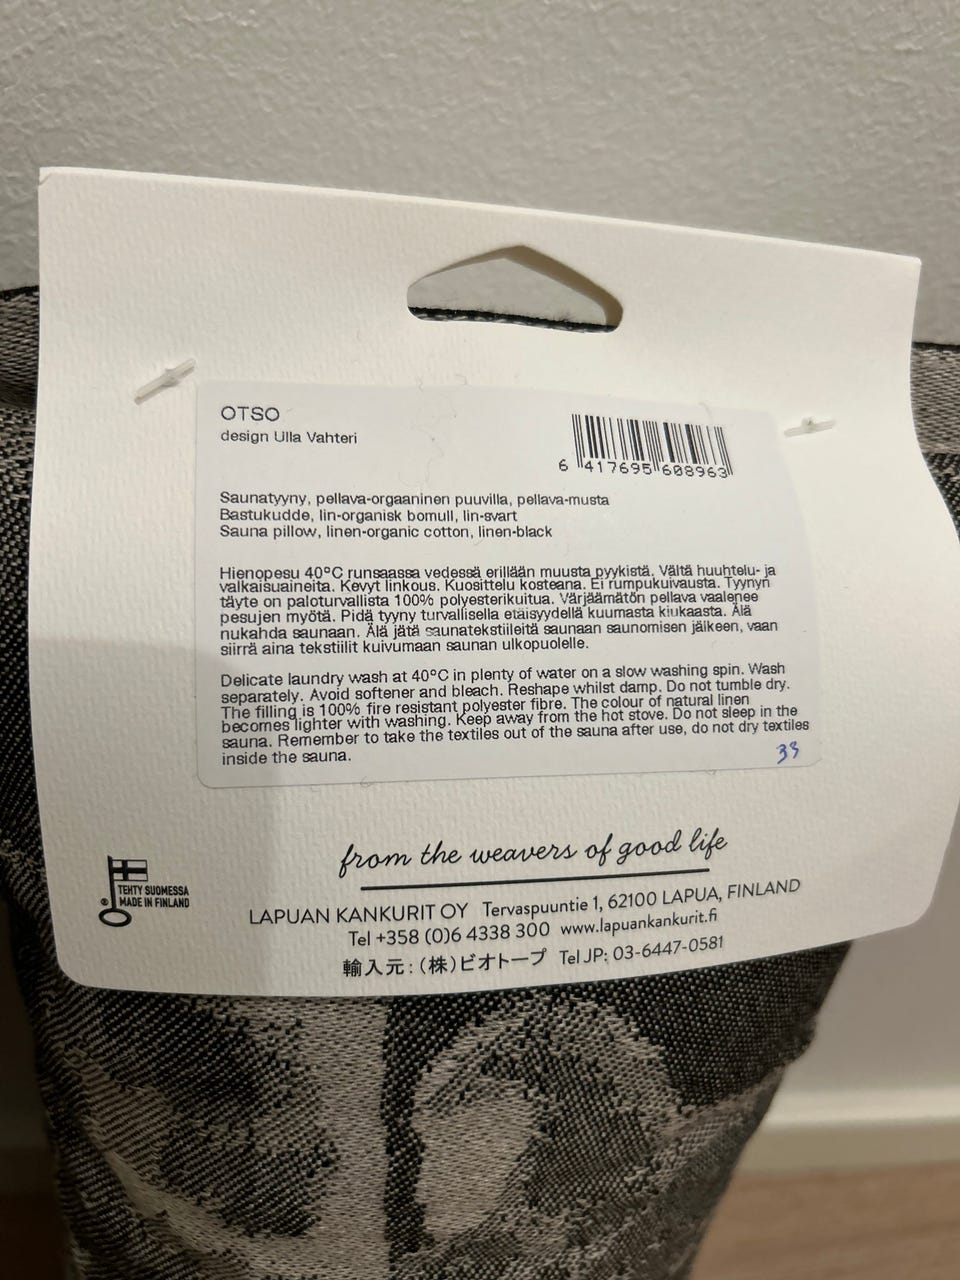 OTSO
design Ulla Vahteri
6 417695 608963
Saunatyyny, pellava-orgaaninen puuvilla, pellava-musta
Bastukudde, lin-organisk bomull, lin-svart
Sauna pillow, linen-organic cotton, linen-black
Hienopesu 40°C runsaassa vedessä erillään muusta pyykistä. Vältä huuhtelu- ja
valkaisuaineita. Kevyt linkous. Kuosittelu kosteana. Ei rumpukuivausta. Tyynyn
täyte on paloturvallista 100% polyesterikuitua. Värjäämätön pellava vaalenee
pesujen myötä. Pidä tyyny turvallisella etäisyydellä kuumasta kiukaasta. Älä
nukahda saunaan. Älä jätä saunatekstiileitä saunaan saunomisen jälkeen, vaan
siirrä aina tekstiilit kuivumaan saunan ulkopuolelle.
Delicate laundry wash at 40°C in plenty of water on a slow washing spin. Wash
separately. Avoid softener and bleach. Reshape whilst damp. Do not tumble dry.
The filling is 100% fire resistant polyester fibre. The colour of natural linen
becomes lighter with washing. Keep away from the hot stove. Do not sleep in the
sauna. Remember to take the textiles out of the sauna after use, do not dry textiles
inside the sauna.
from the weavers of good life
® TEHTY SUOMESSA
MADE IN FINLAND
LAPUAN KANKURIT OY Tervaspuuntie 1, 62100 LAPUA, FINLAND
Tel +358 (0)6 4338 300 www.lapuankankurit.fi
輸入元：(株)ビオトープ Tel JP: 03-6447-0581